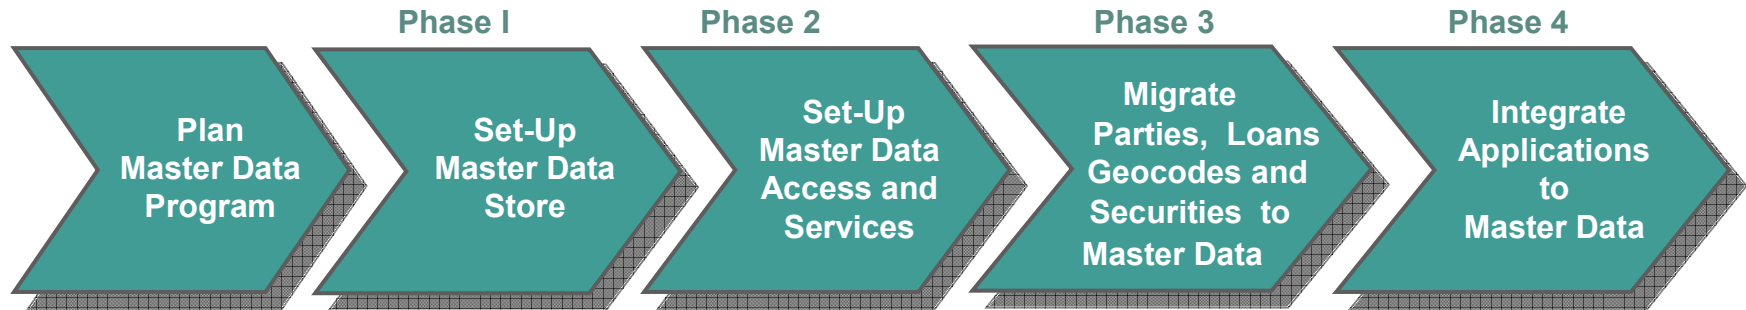 Phase I
Phase 2
Phase 3
Phase 4
Plan
Master Data
Program
Set-Up
Master Data
Store
Set-Up
Master Data
Access and
Services
Migrate
Parties, Loans
Geocodes and
Securities to
Master Data
Integrate
Applications
to
Master Data